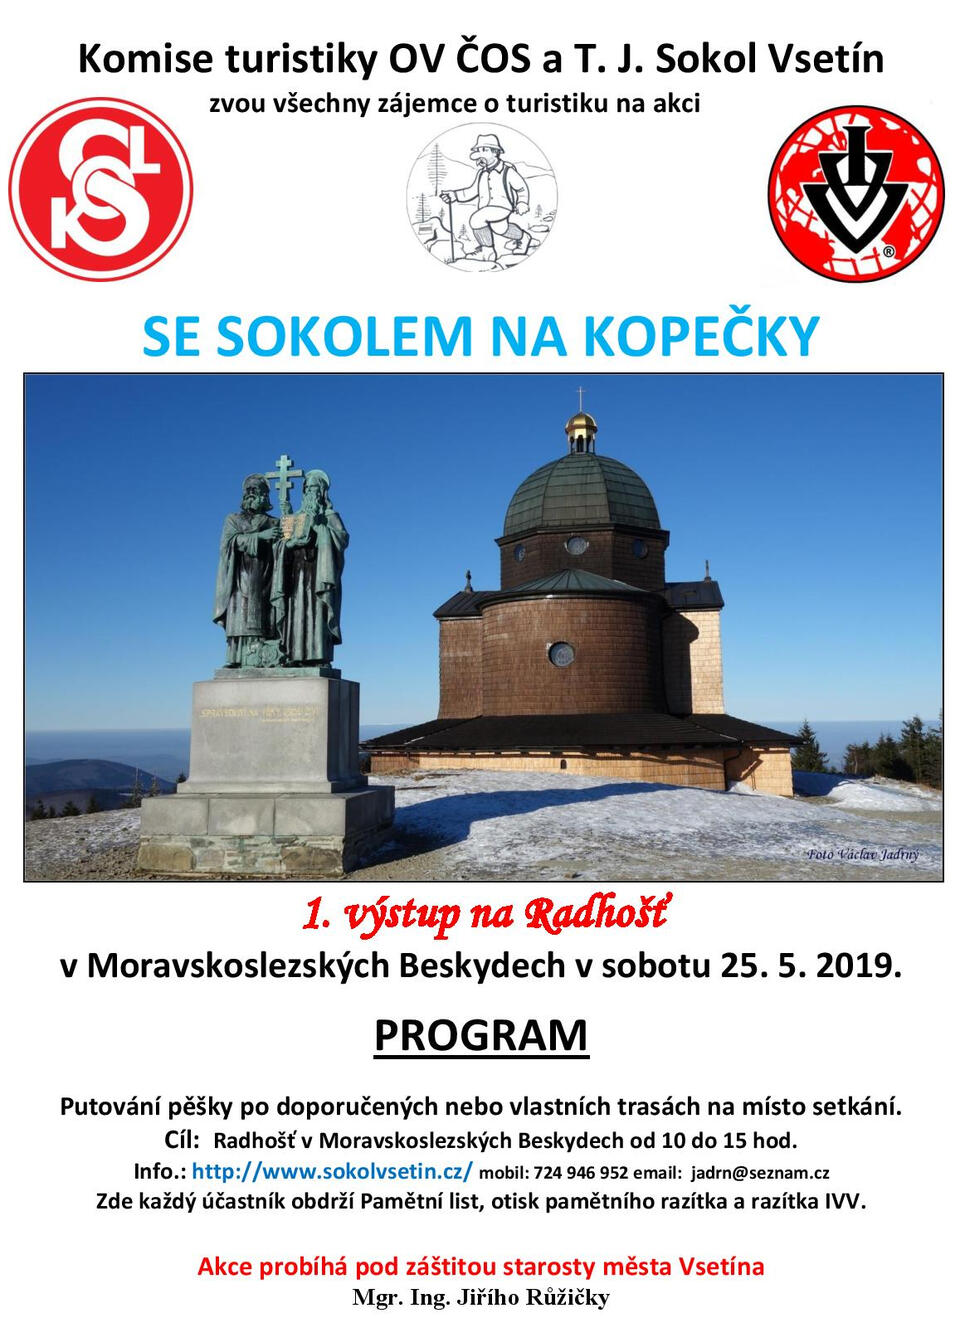 Komise turistiky OV ČOS a T. J. Sokol Vsetín
zvou všechny zájemce o turistiku na akci
SOKOL
IVV
®
SE SOKOLEM NA KOPEČKY
Foto Václav Jadrný
1. výstup na Radhošť
v Moravskoslezských Beskydech v sobotu 25. 5. 2019.
PROGRAM
Putování pěšky po doporučených nebo vlastních trasách na místo setkání.
Cíl: Radhošť v Moravskoslezských Beskydech od 10 do 15 hod.
Info.: http://www.sokolvsetin.cz/ mobil: 724 946 952 email: jadrn@seznam.cz
Zde každý účastník obdrží Pamětní list, otisk pamětního razítka a razítka IVV.
Akce probíhá pod záštitou starosty města Vsetína
Mgr. Ing. Jiřího Růžičky